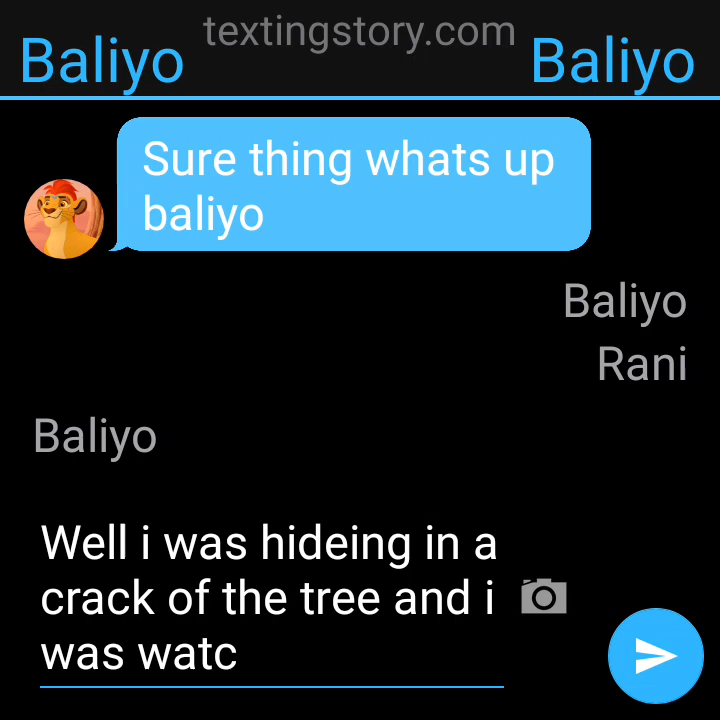 textingstory.com
Baliyo Baliyo
Sure thing whats up
baliyo
Baliyo
Rani
Baliyo
Well i was hideing in a
crack of the tree and i
was watc